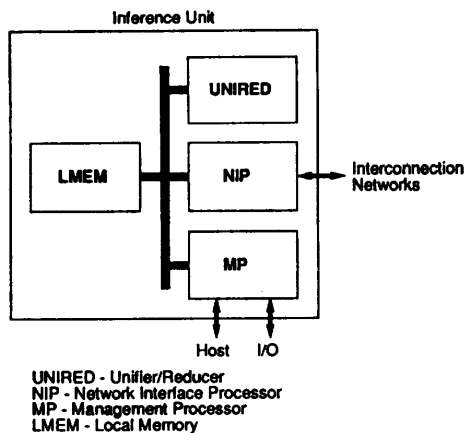 Inference Unit
UNIRED
LMEM
NIP
Interconnection
Networks
MP
Host
I/O
UNIRED - Unifier/Reducer
NIP - Network Interface Processor
MP - Management Processor
LMEM - Local Memory